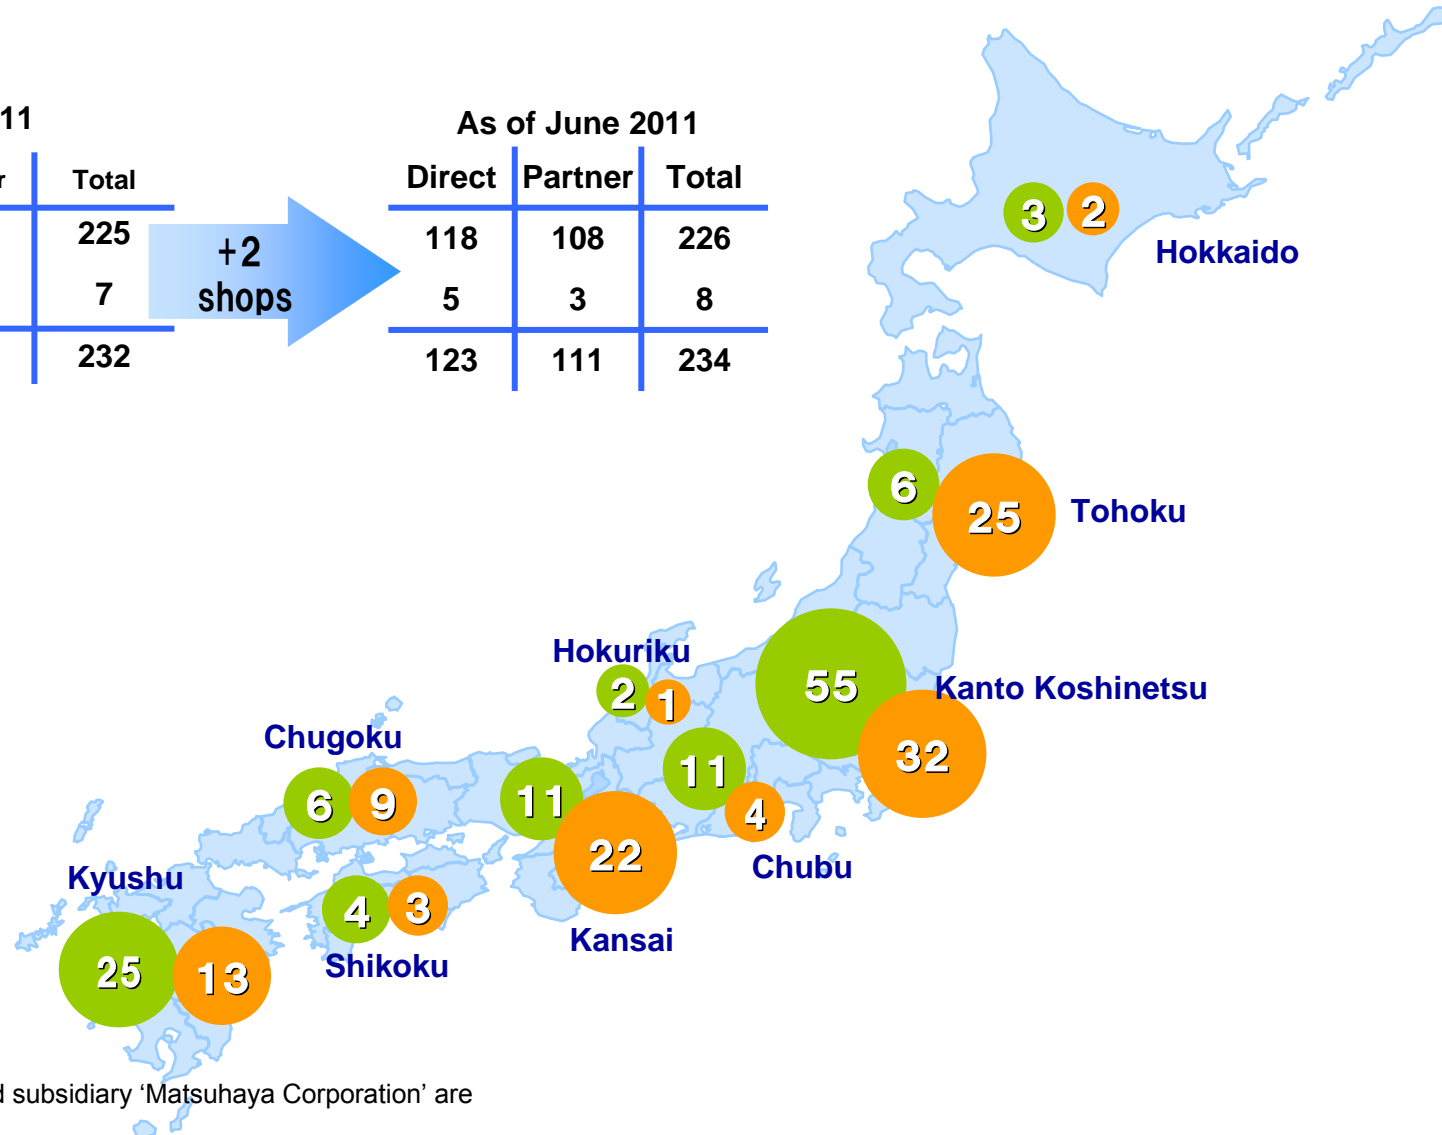 11
r Total
225
7
232
+2
shops
As of June 2011
Direct Partner Total
118 108 226
5 3 8
123 111 234
3 2
Hokkaido
6 25 Tohoku
Hokuriku
2 1
55 Kanto Koshinetsu
32
Chugoku
6 9
11 22
Kansai
11 4
Chubu
Kyushu
25 13
4 3
Shikoku
d subsidiary ‘Matsuhaya Corporation’ are